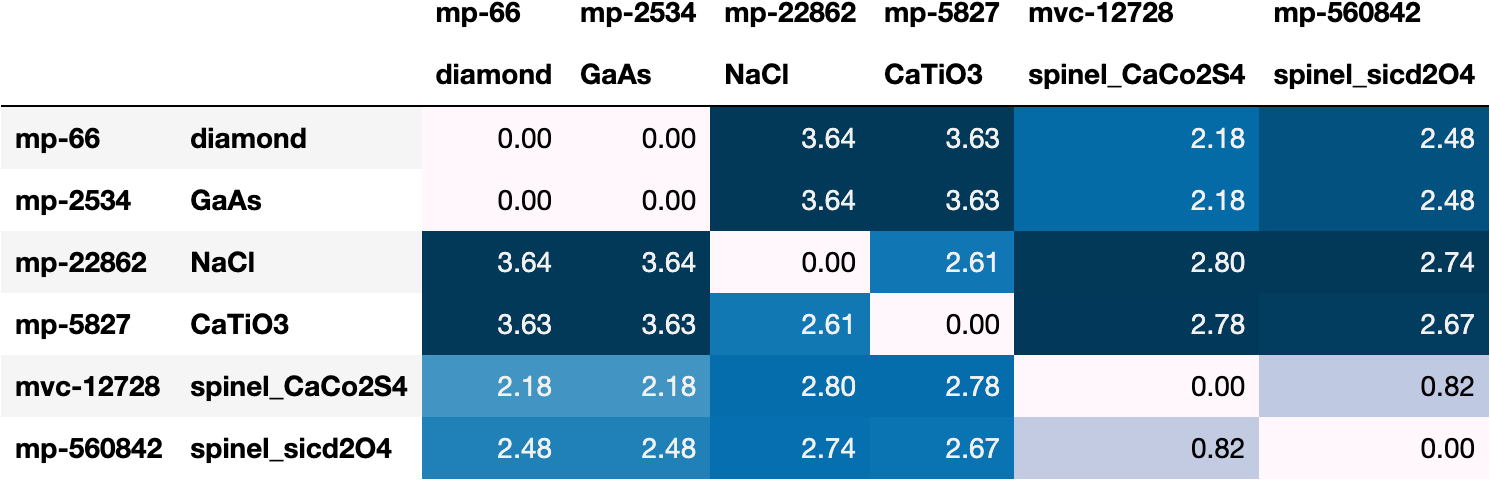 mp-66 mp-2534 mp-22862 mp-5827 mvc-12728 mp-560842
diamond GaAs NaCl CaTiO3 spinel_CaCo2S4 spinel_sicd2O4
mp-66 diamond 0.00 0.00 3.64 3.63 2.18 2.48
mp-2534 GaAs 0.00 0.00 3.64 3.63 2.18 2.48
mp-22862 NaCl 3.64 3.64 0.00 2.61 2.80 2.74
mp-5827 CaTiO3 3.63 3.63 2.61 0.00 2.78 2.67
mvc-12728 spinel_CaCo2S4 2.18 2.18 2.80 2.78 0.00 0.82
mp-560842 spinel_sicd2O4 2.48 2.48 2.74 2.67 0.82 0.00